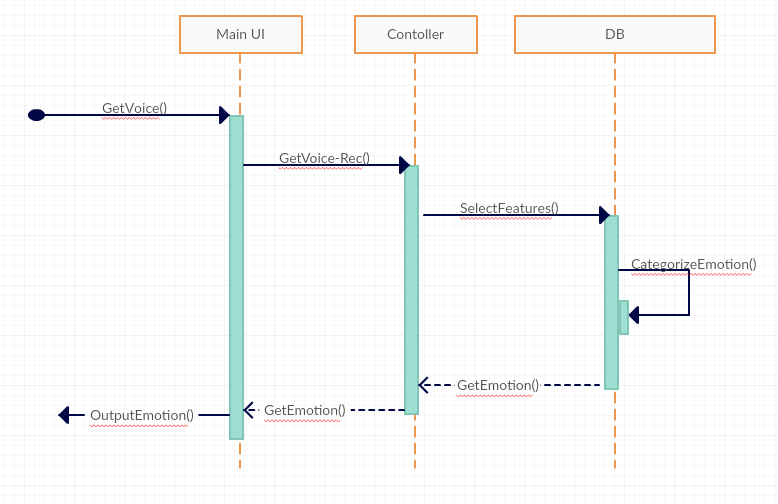 Main UI
Contoller
DB
GetVoice()
GetVoice-Rec()
SelectFeatures()
CategorizeEmotion()
GetEmotion()
GetEmotion()
OutputEmotion()